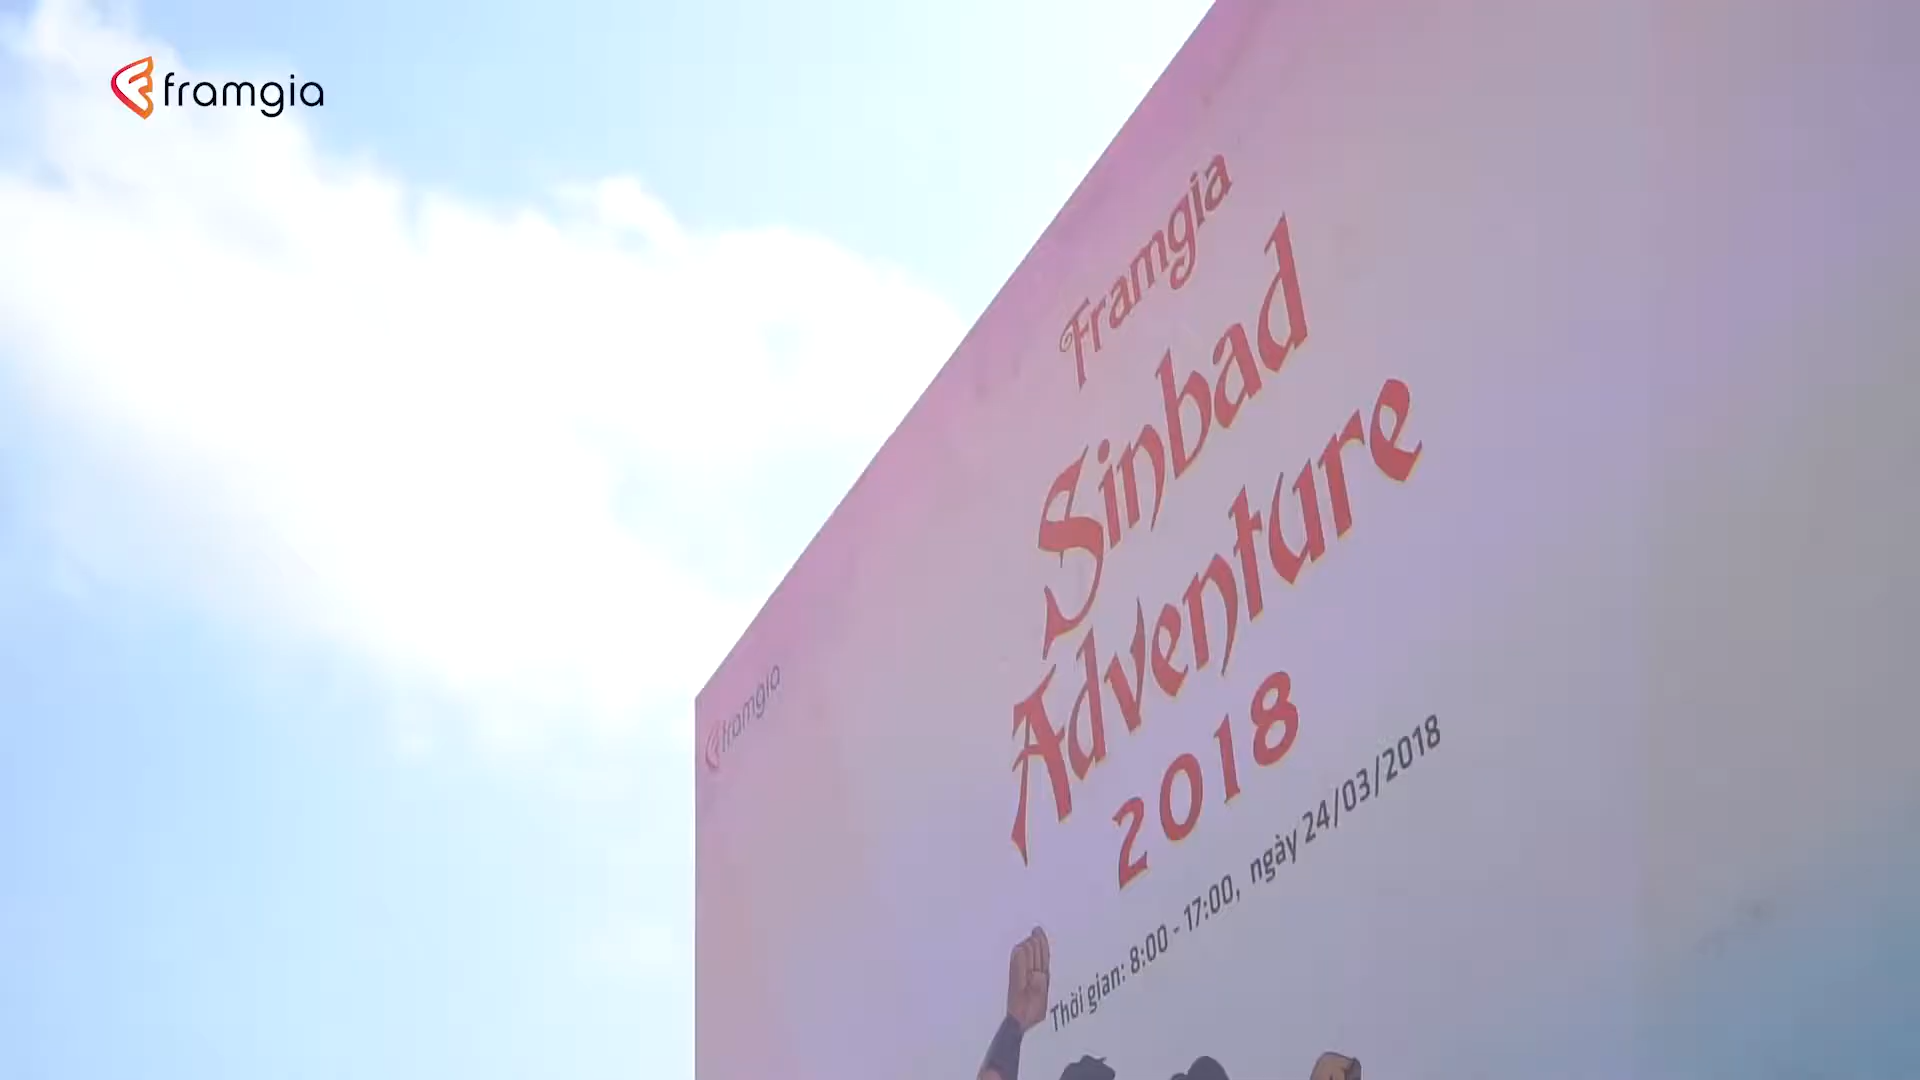 framgia
Framgia
Sinbad
Adventure
2018
framgia
Thời gian: 8:00 - 17:00, ngày 24/03/2018